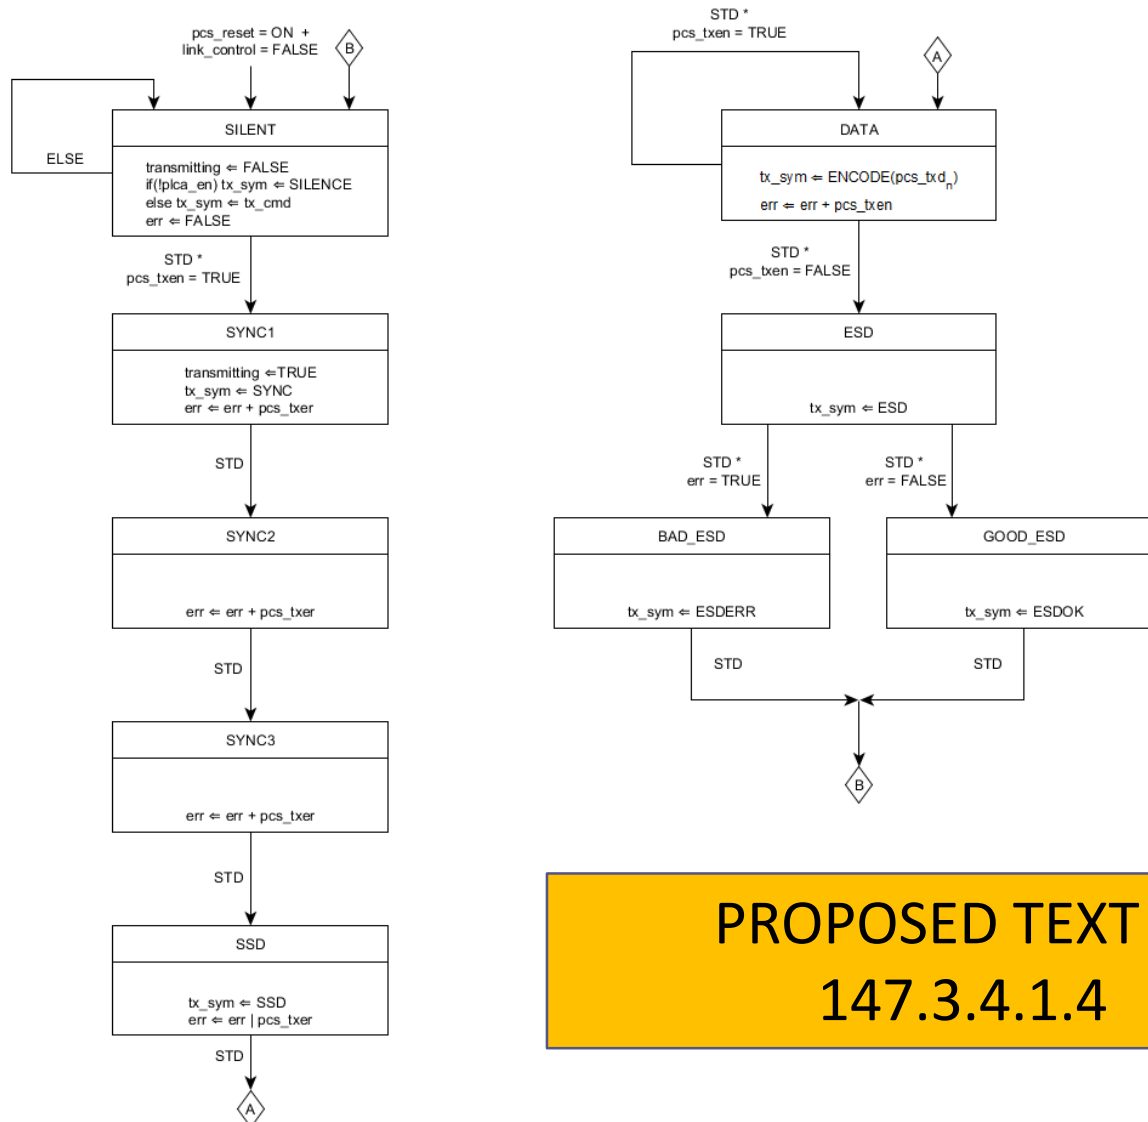 pcs_reset = ON +
link_control = FALSE
B
ELSE
SILENT
transmitting ⇐ FALSE
if(!plca_en) tx_sym ⇐ SILENCE
else tx_sym ⇐ tx_cmd
err ⇐ FALSE
STD *
pcs_txen = TRUE
SYNC1
transmitting ⇐TRUE
tx_sym ⇐ SYNC
err ⇐ err + pcs_txer
STD
SYNC2
err ⇐ err + pcs_txer
STD
SYNC3
err ⇐ err + pcs_txer
STD
SSD
tx_sym ⇐ SSD
err ⇐ err | pcs_txer
STD
A
STD *
pcs_txen = TRUE
A
DATA
tx_sym ⇐ ENCODE(pcs_txdn)
err ⇐ err + pcs_txen
STD *
pcs_txen = FALSE
ESD
tx_sym ⇐ ESD
STD *
err = TRUE
STD *
err = FALSE
BAD_ESD
tx_sym ⇐ ESDERR
STD
GOOD_ESD
tx_sym ⇐ ESDOK
STD
B
PROPOSED TEXT
147.3.4.1.4